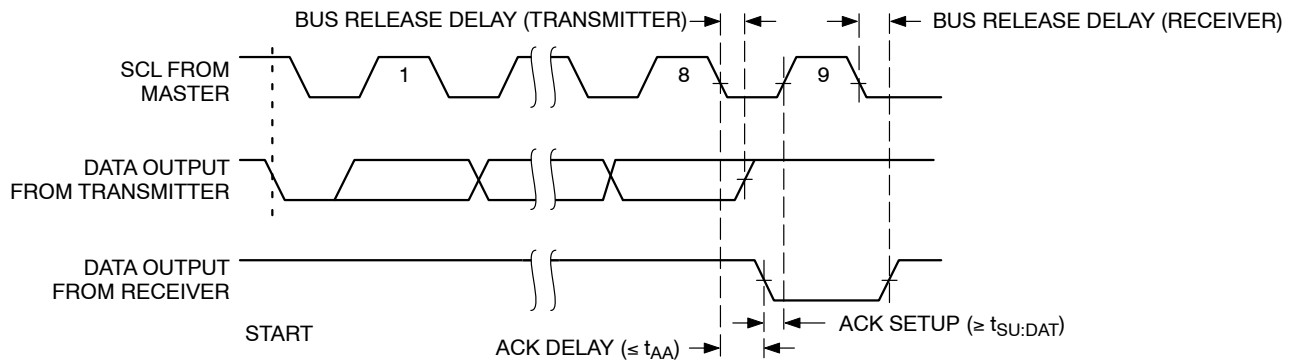 BUS RELEASE DELAY (TRANSMITTER)
BUS RELEASE DELAY (RECEIVER)
SCL FROM
MASTER
1
8
9
DATA OUTPUT
FROM TRANSMITTER
DATA OUTPUT
FROM RECEIVER
START
ACK SETUP (≥ tSU:DAT)
ACK DELAY (≤ tAA)